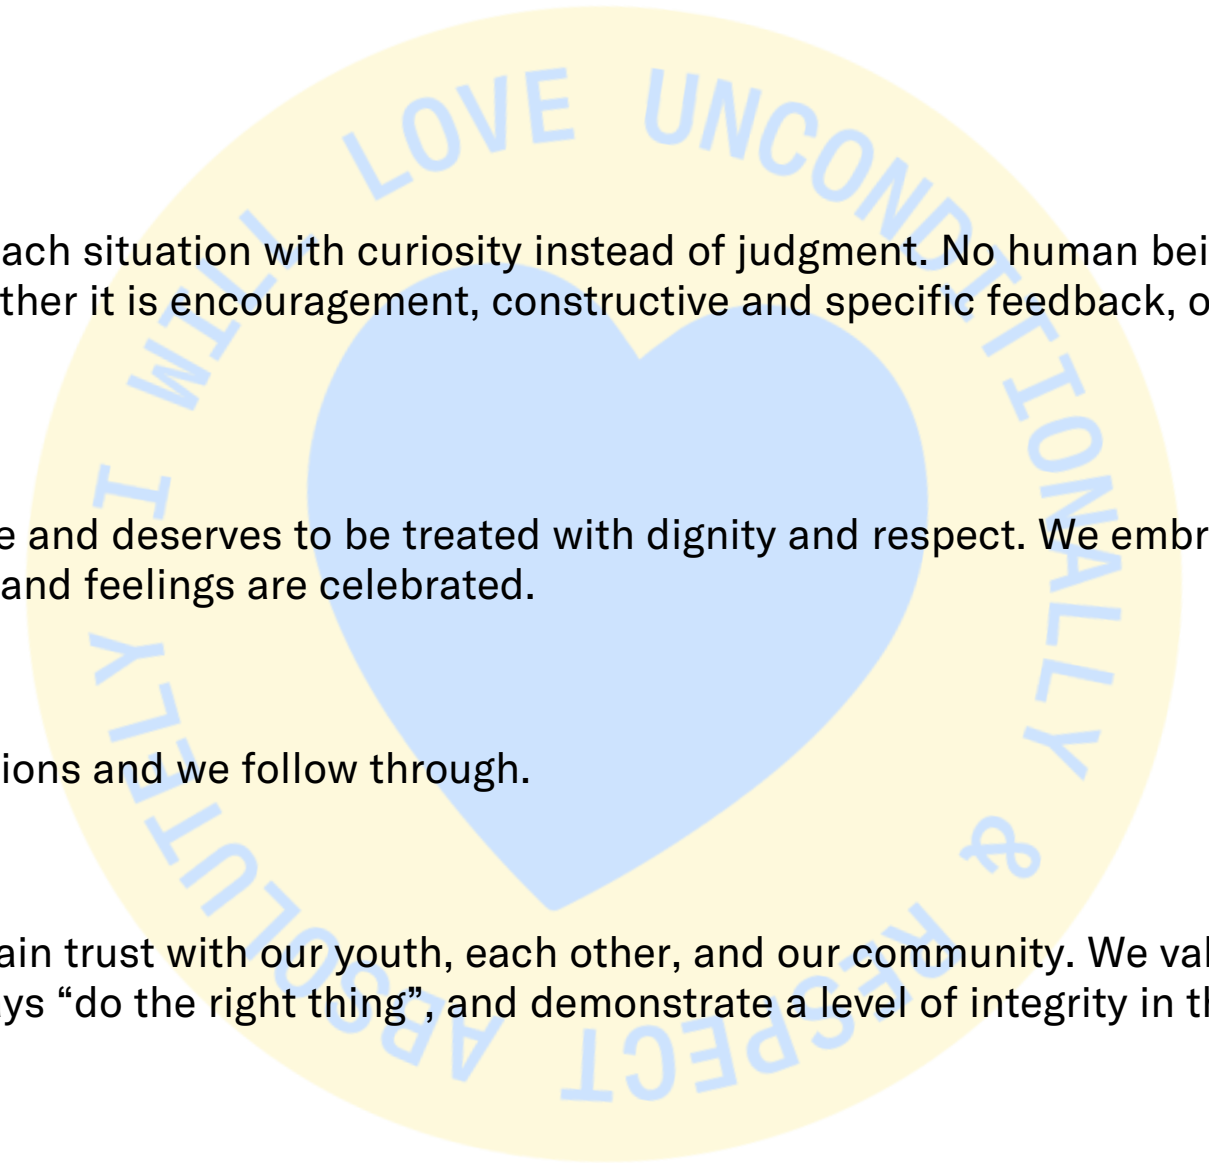 I WILL LOVE UNCONDITIONALLY & RESPECT ABSOLUTELY
ach situation with curiosity instead of judgment. No human bei
ther it is encouragement, constructive and specific feedback, o
e and deserves to be treated with dignity and respect. We embr
and feelings are celebrated.
ions and we follow through.
ain trust with our youth, each other, and our community. We val
ys “do the right thing”, and demonstrate a level of integrity in th